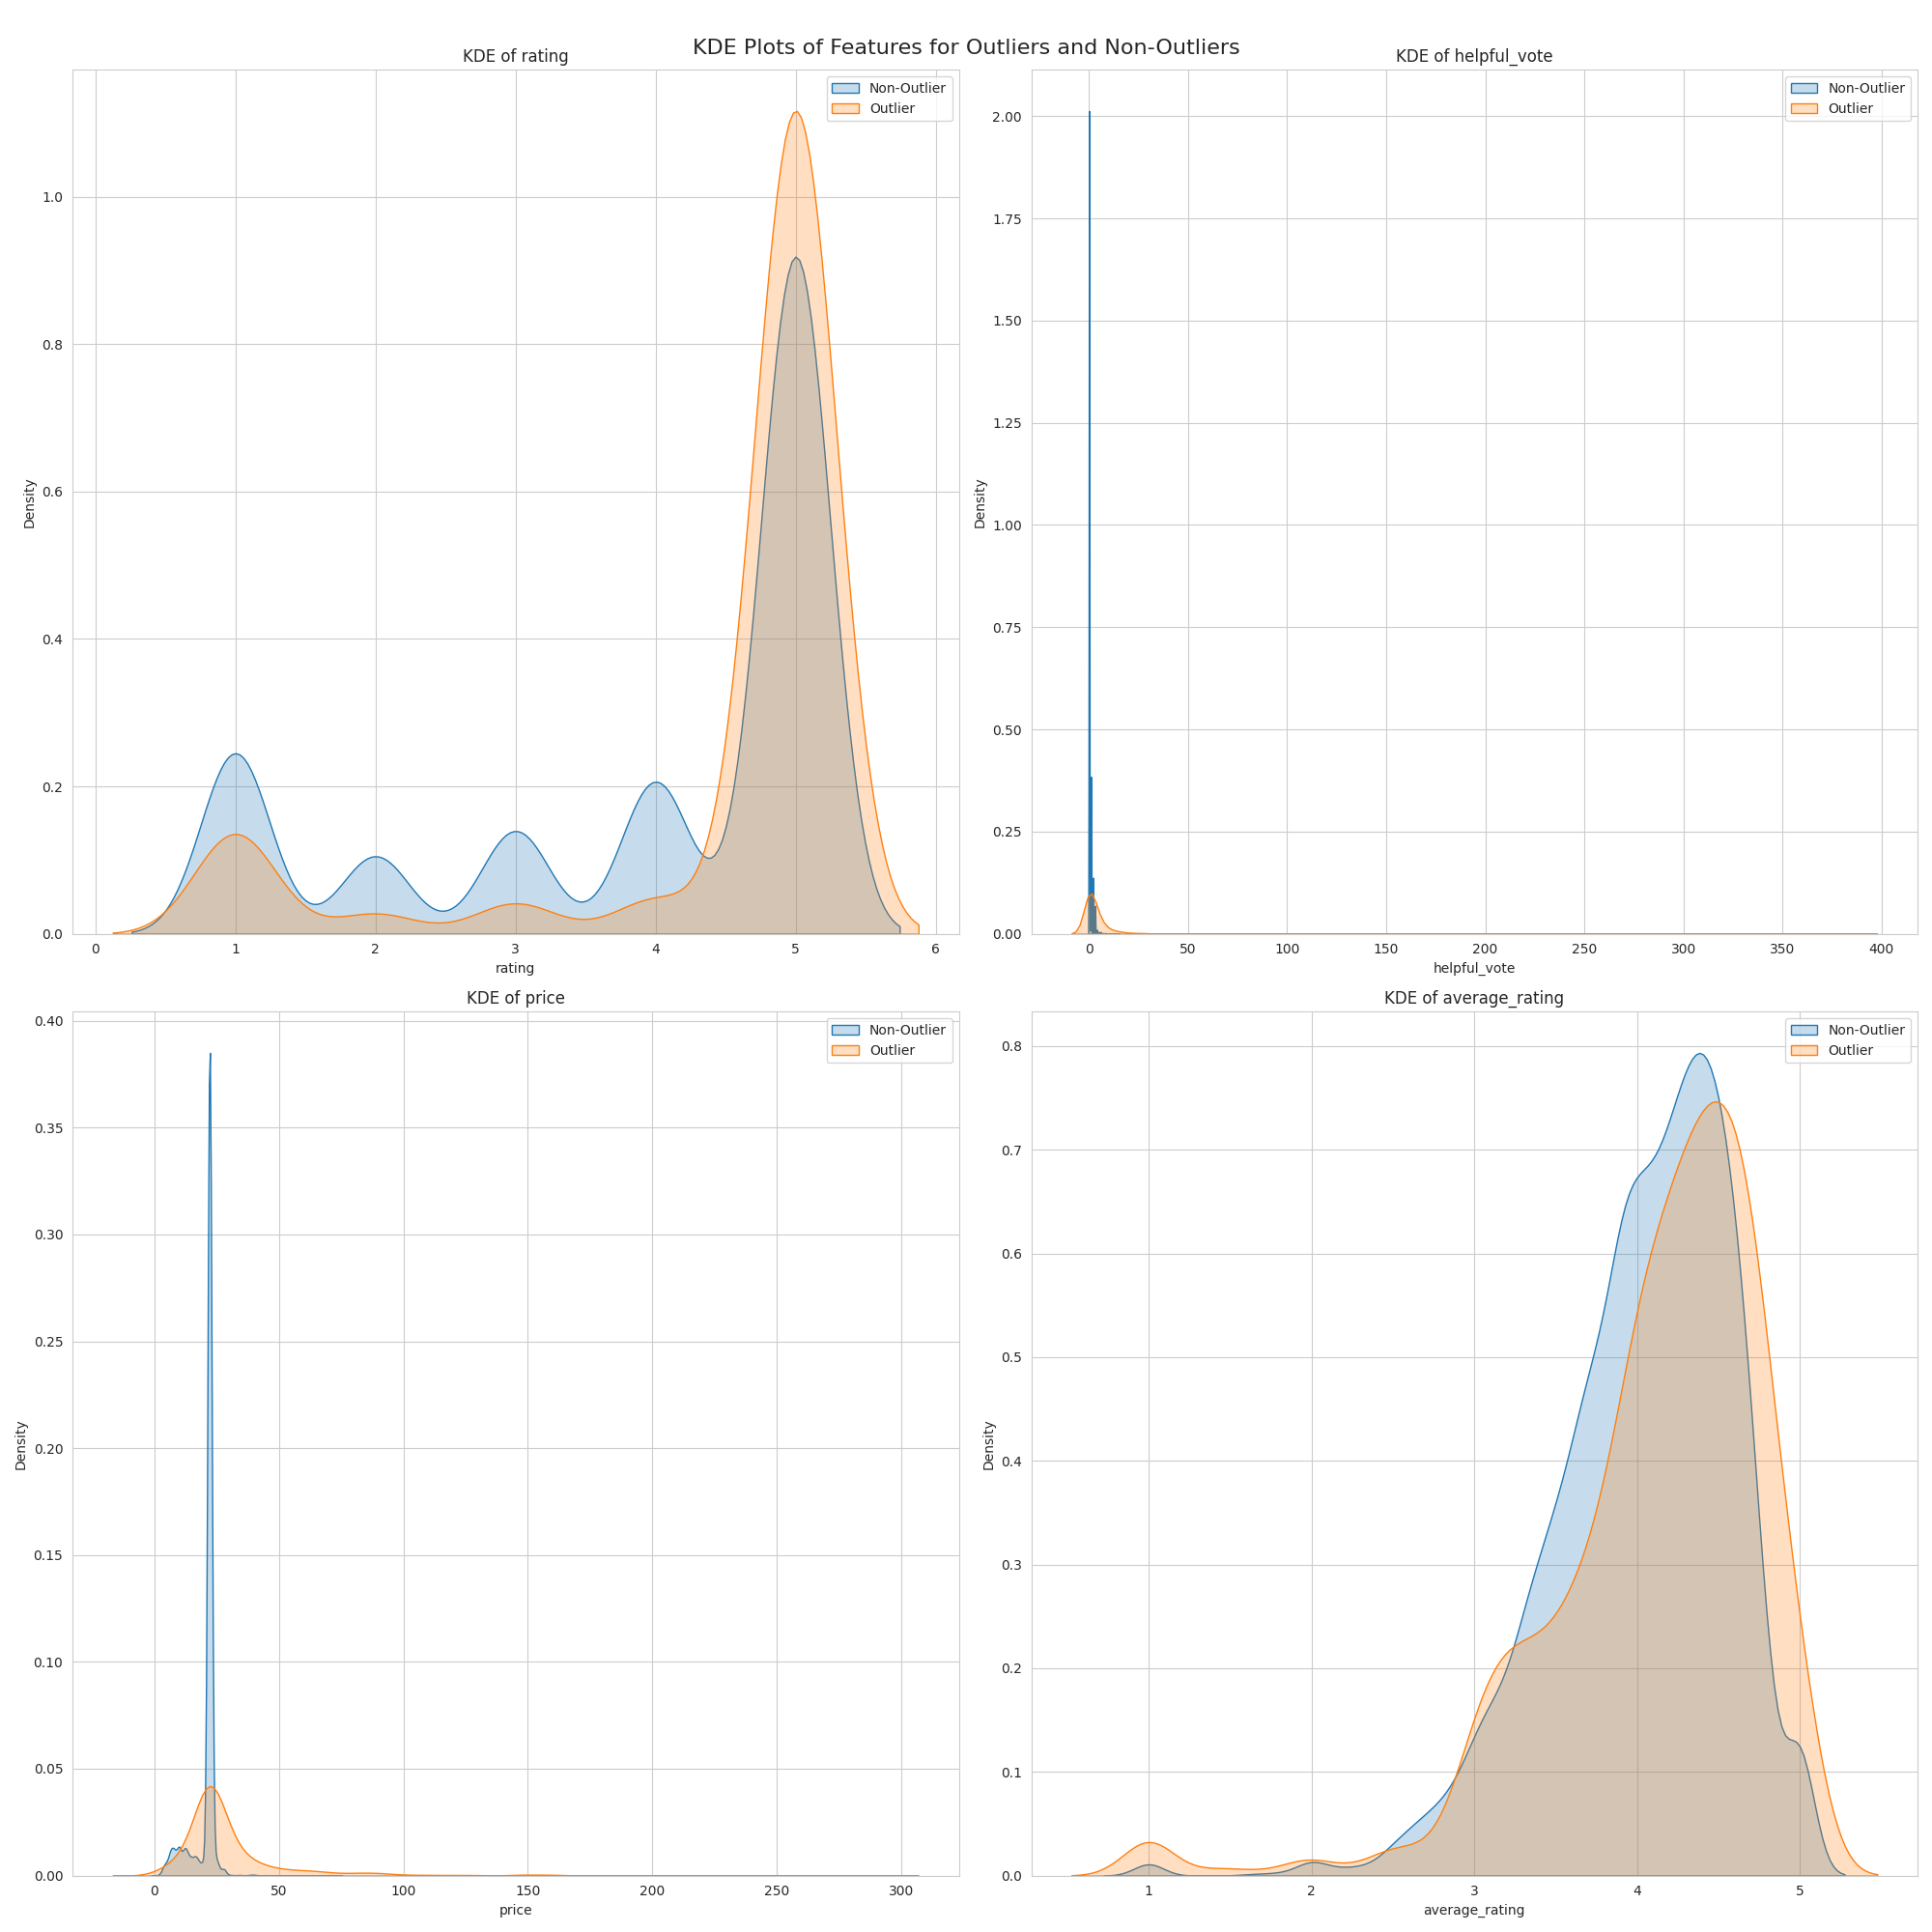 KDE Plots of Features for Outliers and Non-Outliers
KDE of rating
Non-Outlier
Outlier
Density
1.0
0.8
0.6
0.4
0.2
0.0
0 1 2 3 4 5 6
rating
KDE of helpful_vote
Non-Outlier
Outlier
Density
2.00
1.75
1.50
1.25
1.00
0.75
0.50
0.25
0.00
0 50 100 150 200 250 300 350 400
helpful_vote
KDE of price
Non-Outlier
Outlier
Density
0.40
0.35
0.30
0.25
0.20
0.15
0.10
0.05
0.00
0 50 100 150 200 250 300
price
KDE of average_rating
Non-Outlier
Outlier
Density
0.8
0.7
0.6
0.5
0.4
0.3
0.2
0.1
0.0
1 2 3 4 5
average_rating